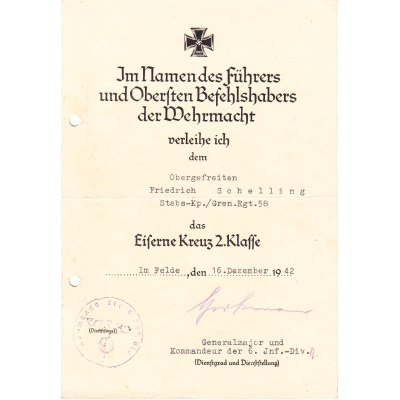 Im Namen des Führers
und Obersten Befehlshabers
der Wehrmacht
verleihe ich
dem
Obergefreiten
Friedrich Schelling
Stabs-Kp./Gren.Rgt.58
das
Eiserne Kreuz 2.Klasse
Im Felde, den 16.Dezember 1942
(Dienstsiegel)
Generalmajor und
Kommandeur der 6. Jnf.-Div.
(Dienstgrad und Dienststellung)